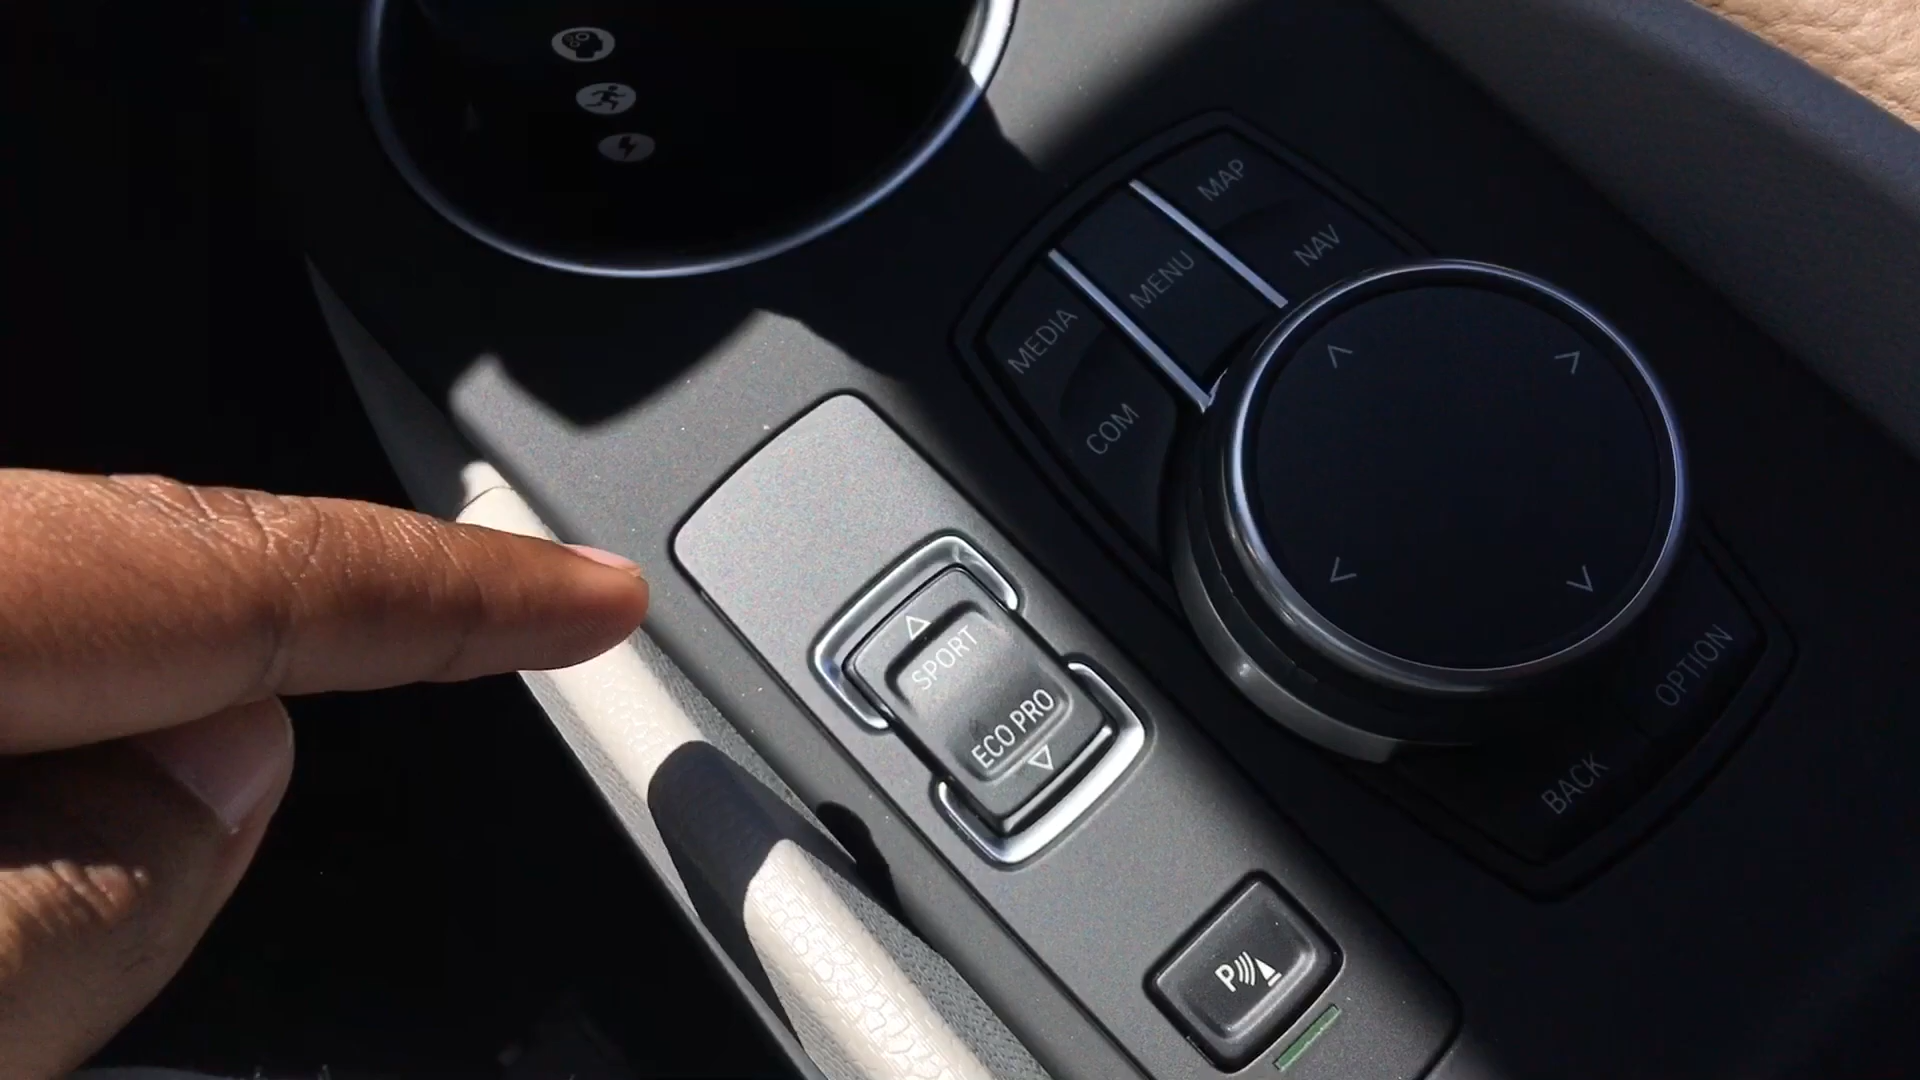 MAP
NAV
MENU
MEDIA
COM
SPORT
ECO PRO
OPTION
BACK
P